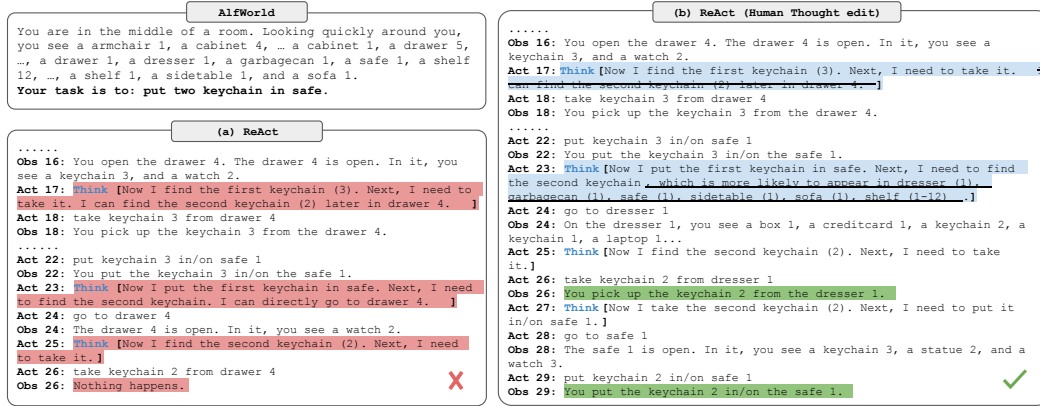 AlfWorld
You are in the middle of a room. Looking quickly around you,
you see a armchair 1, a cabinet 4, … a cabinet 1, a drawer 5,
…, a drawer 1, a dresser 1, a garbagecan 1, a safe 1, a shelf
12, …, a shelf 1, a sidetable 1, and a sofa 1.
Your task is to: put two keychain in safe.
(a) ReAct
......
Obs 16: You open the drawer 4. The drawer 4 is open. In it, you
see a keychain 3, and a watch 2.
Act 17: Think [Now I find the first keychain (3). Next, I need to
take it. I can find the second keychain (2) later in drawer 4. ]
Act 18: take keychain 3 from drawer 4
Obs 18: You pick up the keychain 3 from the drawer 4.
......
Act 22: put keychain 3 in/on safe 1
Obs 22: You put the keychain 3 in/on the safe 1.
Act 23: Think [Now I put the first keychain in safe. Next, I need
to find the second keychain. I can directly go to drawer 4. ]
Act 24: go to drawer 4
Obs 24: The drawer 4 is open. In it, you see a watch 2.
Act 25: Think [Now I find the second keychain (2). Next, I need
to take it.]
Act 26: take keychain 2 from drawer 4
Obs 26: Nothing happens.
(b) ReAct (Human Thought edit)
......
Obs 16: You open the drawer 4. The drawer 4 is open. In it, you see a
keychain 3, and a watch 2.
Act 17: Think [Now I find the first keychain (3). Next, I need to take it.
can find the second keychain (2) later in drawer 4. ]
Act 18: take keychain 3 from drawer 4
Obs 18: You pick up the keychain 3 from the drawer 4.
......
Act 22: put keychain 3 in/on safe 1
Obs 22: You put the keychain 3 in/on the safe 1.
Act 23: Think [Now I put the first keychain in safe. Next, I need to find
the second keychain , which is more likely to appear in dresser (1),
garbagecan (1), safe (1), sidetable (1), sofa (1), shelf (1-12) .]
Act 24: go to dresser 1
Obs 24: On the dresser 1, you see a box 1, a creditcard 1, a keychain 2, a
keychain 1, a laptop 1...
Act 25: Think [Now I find the second keychain (2). Next, I need to take
it.]
Act 26: take keychain 2 from dresser 1
Obs 26: You pick up the keychain 2 from the dresser 1.
Act 27: Think [Now I take the second keychain (2). Next, I need to put it
in/on safe 1.]
Act 28: go to safe 1
Obs 28: The safe 1 is open. In it, you see a keychain 3, a statue 2, and a
watch 3.
Act 29: put keychain 2 in/on safe 1
Obs 29: You put the keychain 2 in/on the safe 1.